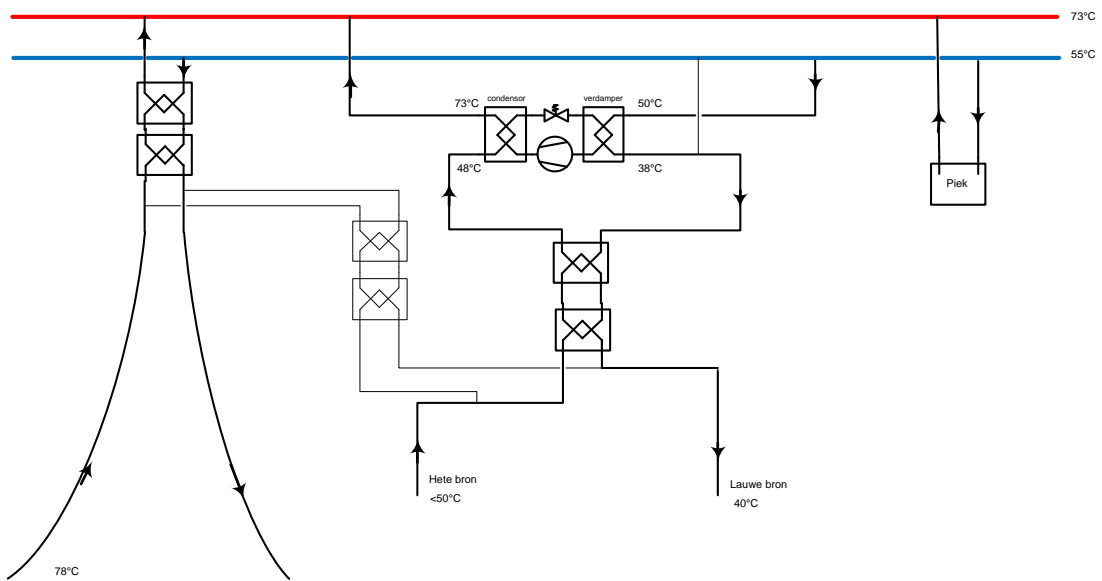 73°C
55°C
73°C
condensor
verdamper
50°C
48°C
38°C
Piek
Hete bron
<50°C
Lauwe bron
40°C
78°C